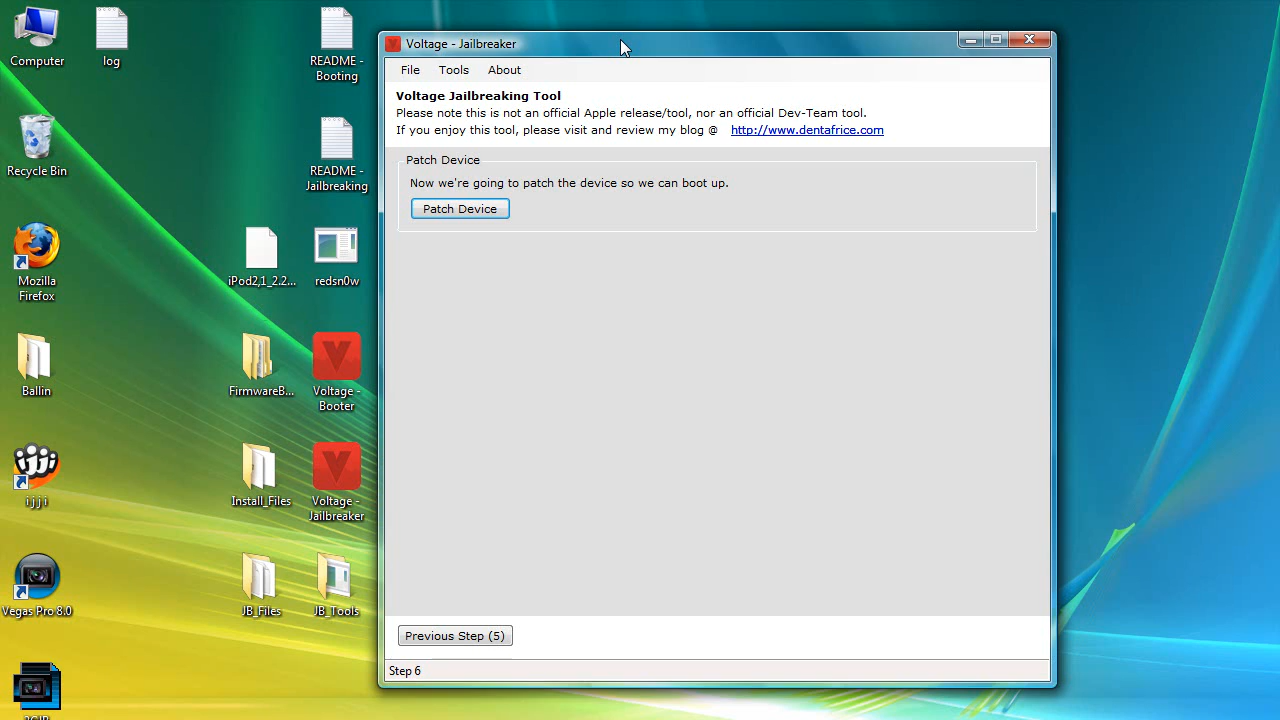 Computer
log
README -
Booting
Recycle Bin
README -
Jailbreaking
Mozilla
Firefox
iPod2,1_2.2...
redsn0w
Ballin
FirmwareB...
Voltage -
Booter
ijji
Install_Files
Voltage -
Jailbreaker
Vegas Pro 8.0
JB_Files
JB_Tools
Voltage - Jailbreaker
File Tools About
Voltage Jailbreaking Tool
Please note this is not an official Apple release/tool, nor an official Dev-Team tool.
If you enjoy this tool, please visit and review my blog @ http://www.dentafrice.com
Patch Device
Now we're going to patch the device so we can boot up.
Patch Device
Previous Step (5)
Step 6